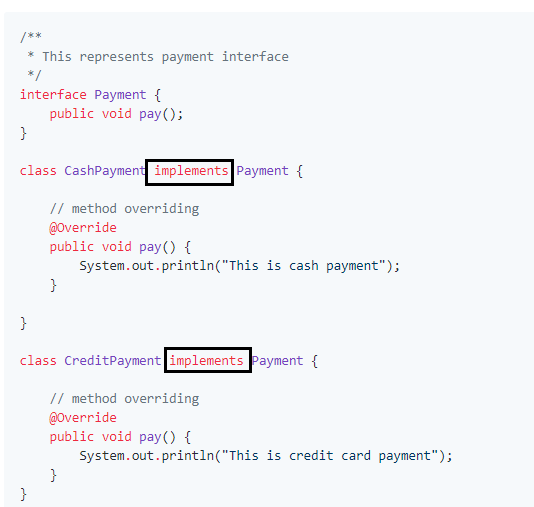 /**
 * This represents payment interface
 */
interface Payment {
    public void pay();
}
class CashPayment implements Payment {
    // method overriding
    @Override
    public void pay() {
        System.out.println("This is cash payment");
    }
}
class CreditPayment implements Payment {
    // method overriding
    @Override
    public void pay() {
        System.out.println("This is credit card payment");
    }
}